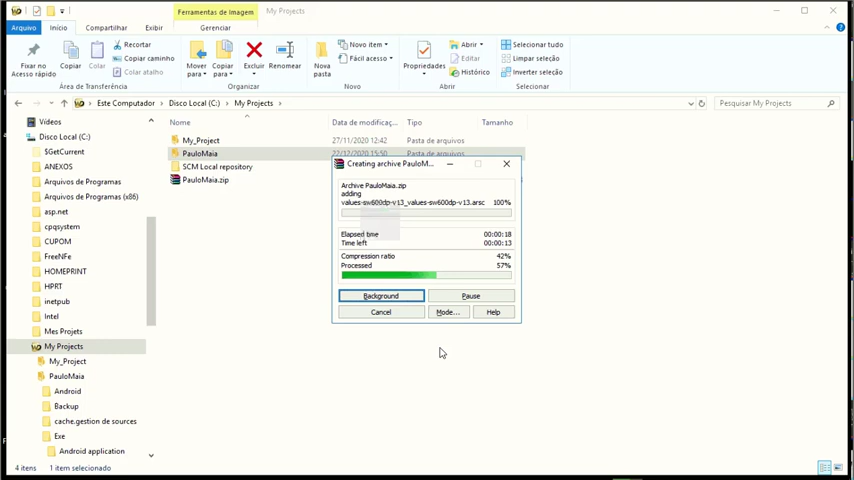 Ferramentas de Imagem
My Projects
Arquivo
Início
Compartilhar
Exibir
Gerenciar
Fixar no
Acesso rápido
Copiar
Colar
Recortar
Copiar caminho
Colar atalho
Área de Transferência
Mover
para
Copiar
para
Excluir
Renomear
Organizar
Nova
pasta
Novo item
Fácil acesso
Novo
Propriedades
Abrir
Editar
Histórico
Abrir
Selecionar tudo
Limpar seleção
Inverter seleção
Selecionar
Este Computador
Disco Local (C:)
My Projects
Pesquisar My Projects
Vídeos
Disco Local (C:)
$GetCurrent
ANEXOS
Arquivos de Programas
Arquivos de Programas (x86)
asp.net
cpqsystem
CUPOM
FreeNFe
HOMEPRINT
HPRT
inetpub
Intel
Mes Projets
My Projects
My_Project
PauloMaia
Android
Backup
cache.gestion de sources
Exe
Android application
Nome
Data de modificaç...
Tipo
Tamanho
My_Project
27/11/2020 12:42
Pasta de arquivos
PauloMaia
22/12/2020 15:50
Pasta de arquivos
SCM Local repository
PauloMaia.zip
Creating archive PauloM...
Archive PauloMaia.zip
adding
values-sw600dp-v13_values-sw600dp-v13.arsc 100%
Elapsed time 00:00:18
Time left 00:00:13
Compression ratio 42%
Processed 57%
Background
Pause
Cancel
Mode...
Help
4 itens
1 item selecionado